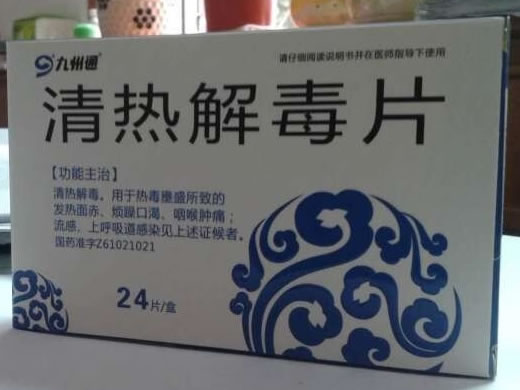 九州通
请仔细阅读说明书并在医师指导下使用
清热解毒片
【功能主治】
清热解毒。用于热毒壅盛所致的
发热面赤、烦躁口渴、咽喉肿痛;
流感、上呼吸道感染见上述证候者。
国药准字Z61021021
24片/盒